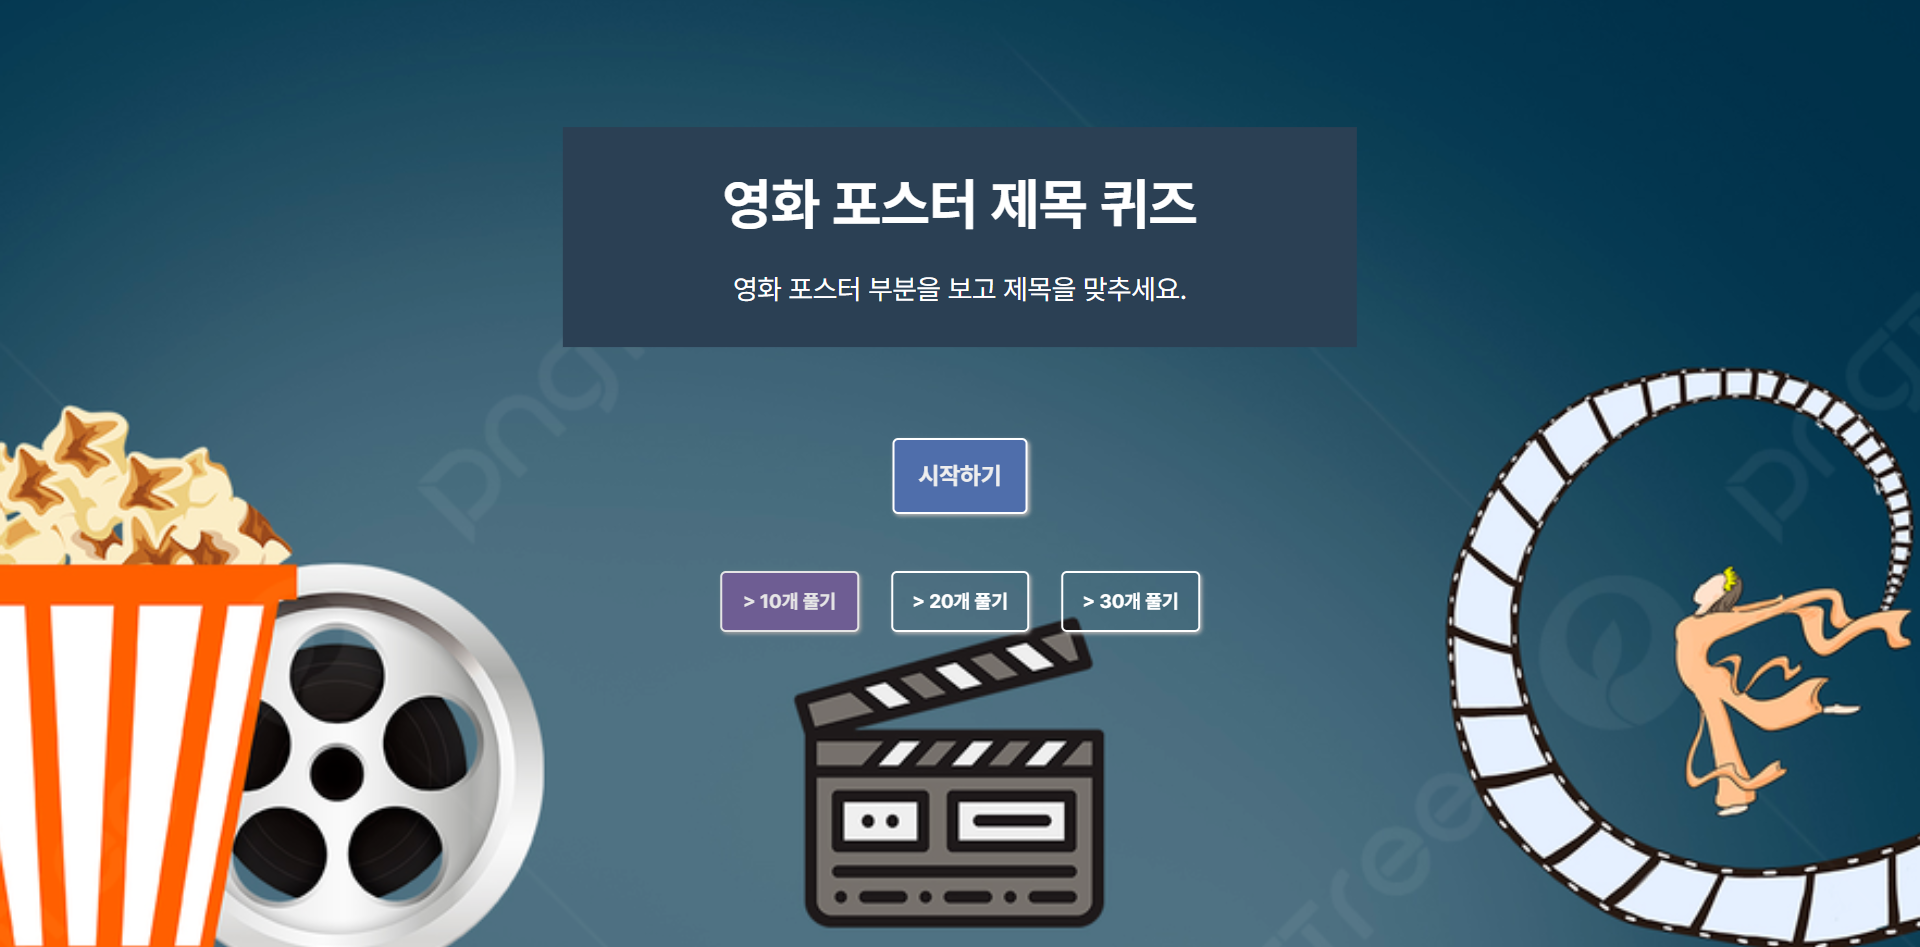 영화 포스터 제목 퀴즈
영화 포스터 부분을 보고 제목을 맞추세요.
시작하기
> 10개 풀기
> 20개 풀기
> 30개 풀기